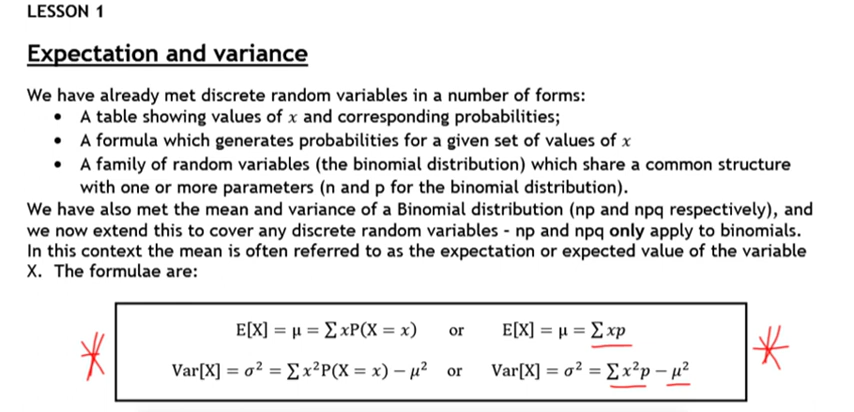 LESSON 1
Expectation and variance
We have already met discrete random variables in a number of forms:
• A table showing values of x and corresponding probabilities;
• A formula which generates probabilities for a given set of values of x
• A family of random variables (the binomial distribution) which share a common structure
with one or more parameters (n and p for the binomial distribution).
We have also met the mean and variance of a Binomial distribution (np and npq respectively), and
we now extend this to cover any discrete random variables - np and npq only apply to binomials.
In this context the mean is often referred to as the expectation or expected value of the variable
X. The formulae are:
E[X] = µ = ∑ xP(X = x) or E[X] = µ = ∑ xp
Var[X] = σ² = ∑ x²P(X = x) – µ² or Var[X] = σ² = ∑ x²p – µ²